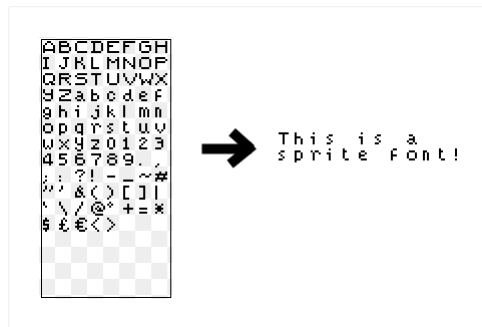 ABCDEFGH
IJKLMNOP
QRSTUVWX
YZabcdef
ghijklmn
opqrstuv
wxyz0123
456789.,
;:?!-_~#
"'&()[]|
`\/@°+=*
$£€<>
This is a
sprite font!